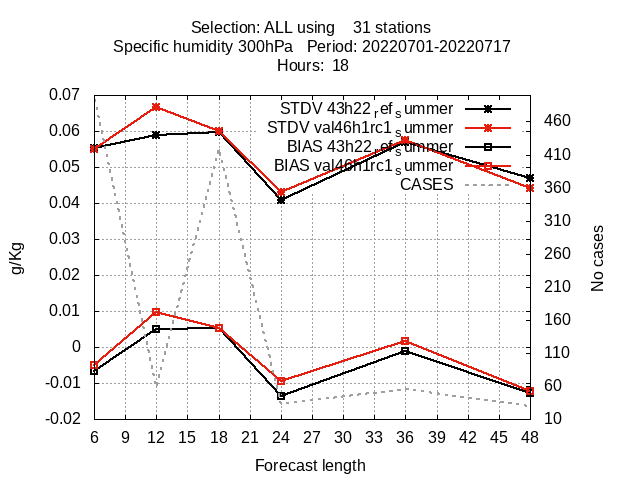 Selection: ALL using    31 stations
Specific humidity 300hPa   Period: 20220701-20220717
Hours:  18
STDV 43h22_ref_summer
STDV val46h1rc1_summer
BIAS 43h22_ref_summer
BIAS val46h1rc1_summer
CASES
g/Kg
0.07
0.06
0.05
0.04
0.03
0.02
0.01
0
-0.01
-0.02
460
410
360
310
260
210
160
110
60
10
No cases
6 9 12 15 18 21 24 27 30 33 36 39 42 45 48
Forecast length